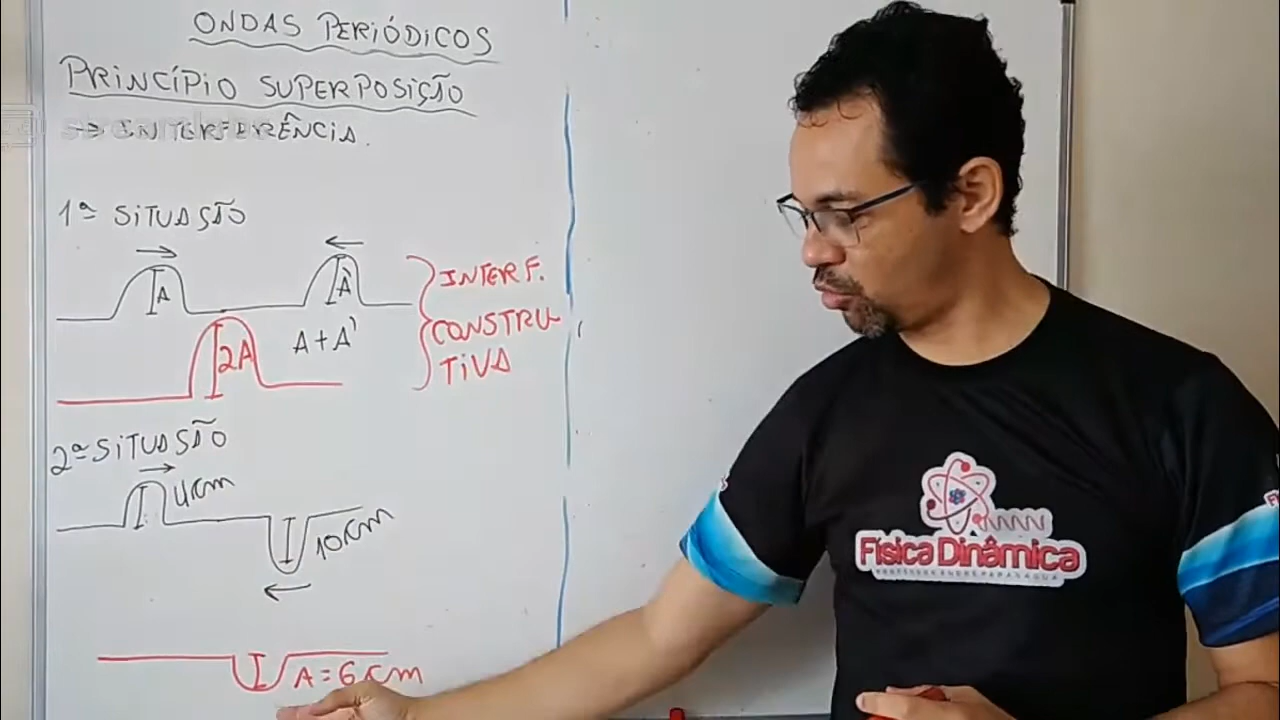 ONDAS PERIÓDICOS
PRINCÍPIO SUPERPOSIÇÃO
→ INTERFERÊNCIA.
1ª SITUAÇÃO
A
A'
INTERF.
CONSTRU
TIVA
2A
A+A'
2ª SITUAÇÃO
4cm
10cm
A=6cm
Física Dinâmica